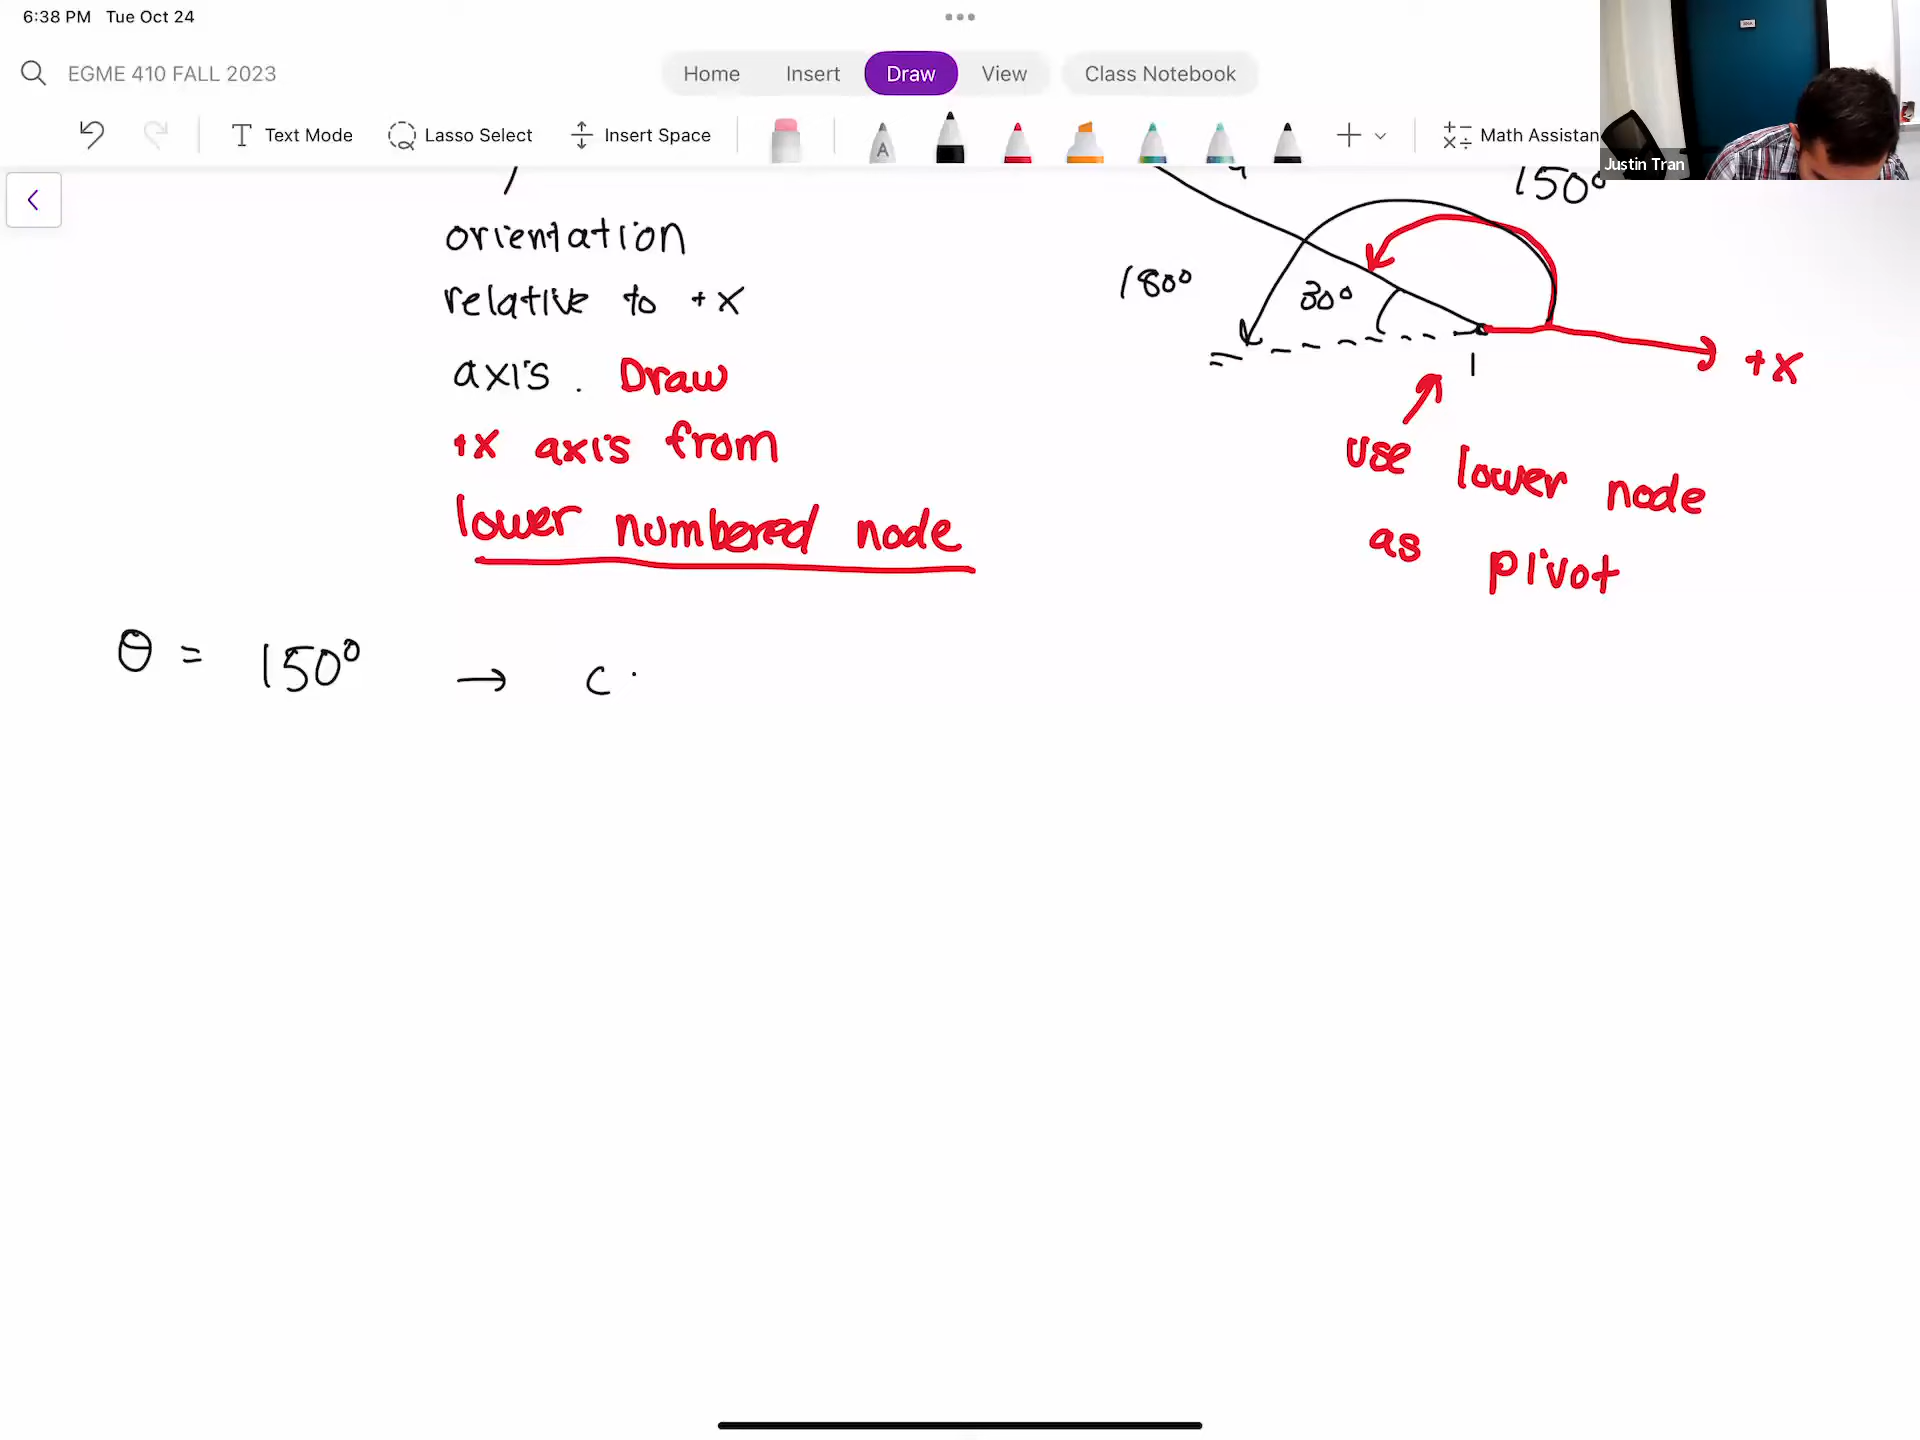 6:38 PM Tue Oct 24
EGME 410 FALL 2023
Home Insert Draw View Class Notebook
Text Mode Lasso Select Insert Space A Math Assistan
Justin Tran
orientation
relative to +x
axis. Draw
+x axis from
lower numbered node
150°
180°
30°
1
+x
use lower node
as pivot
θ = 150° → c